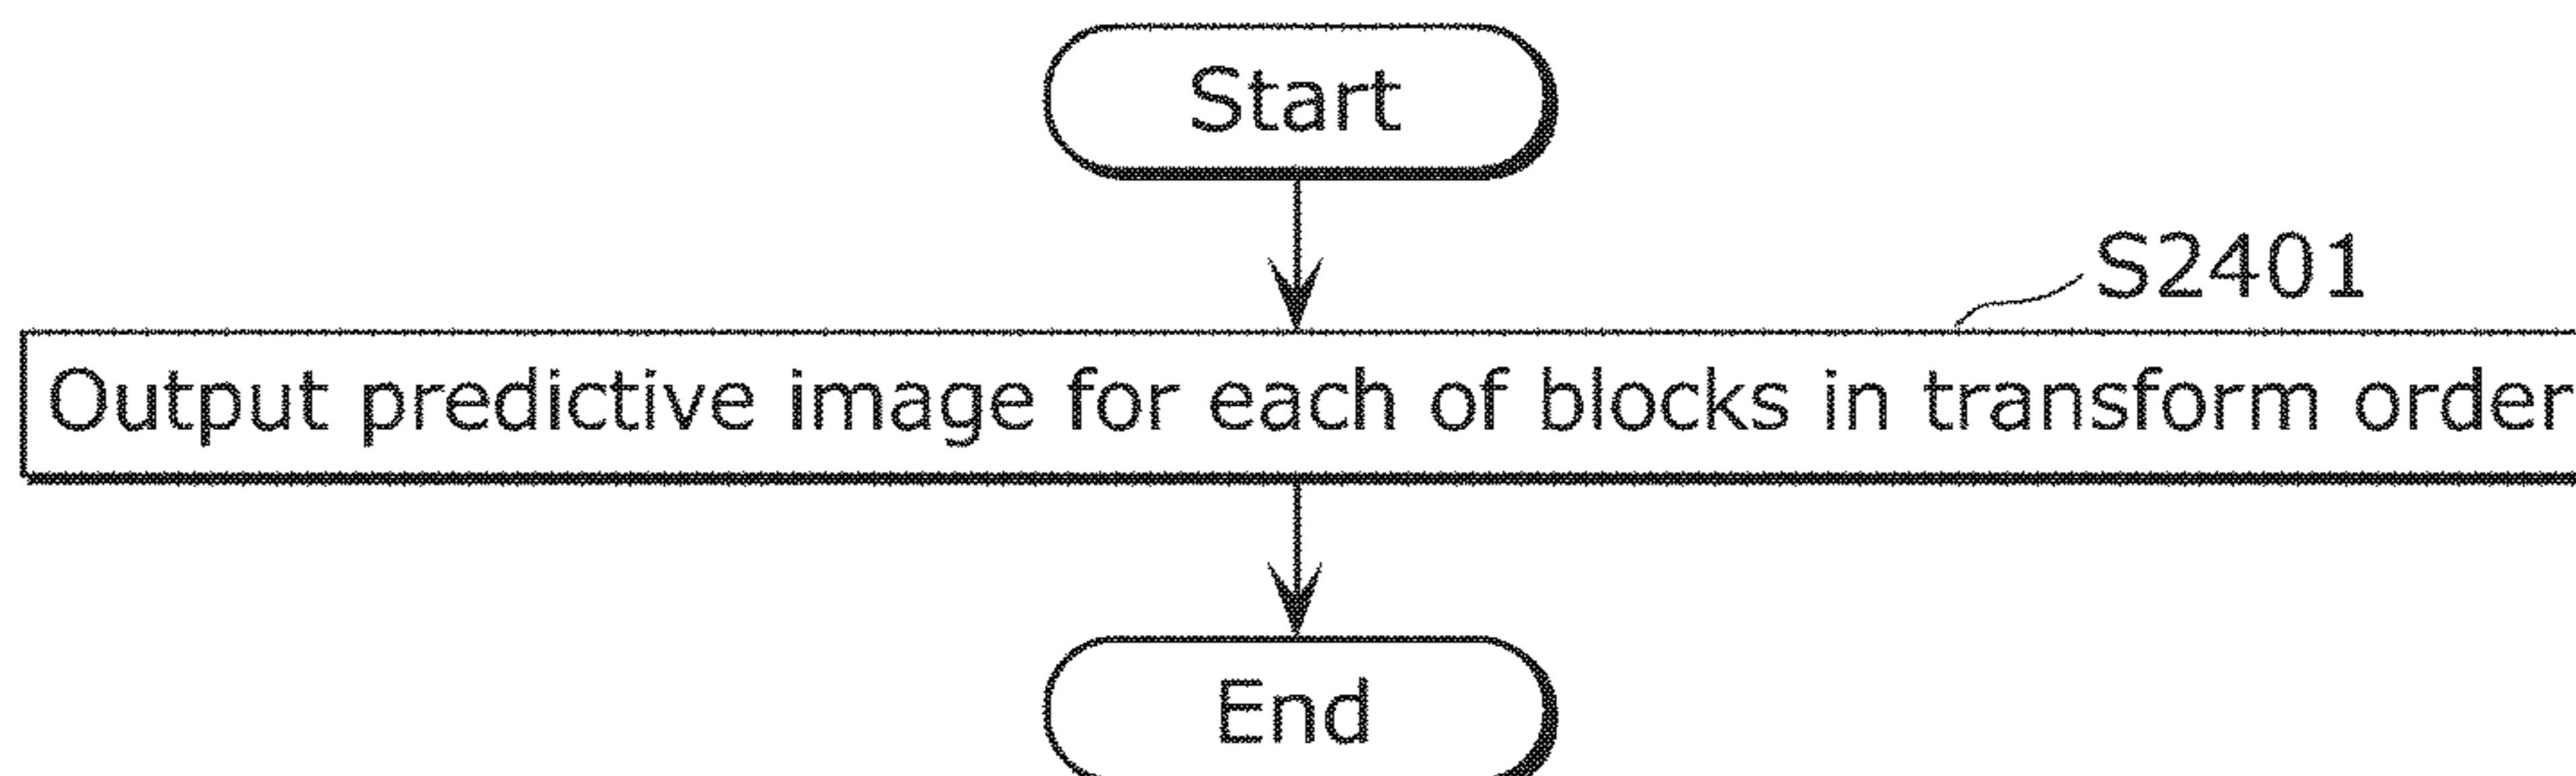 Start
S2401
Output predictive image for each of blocks in transform order
End